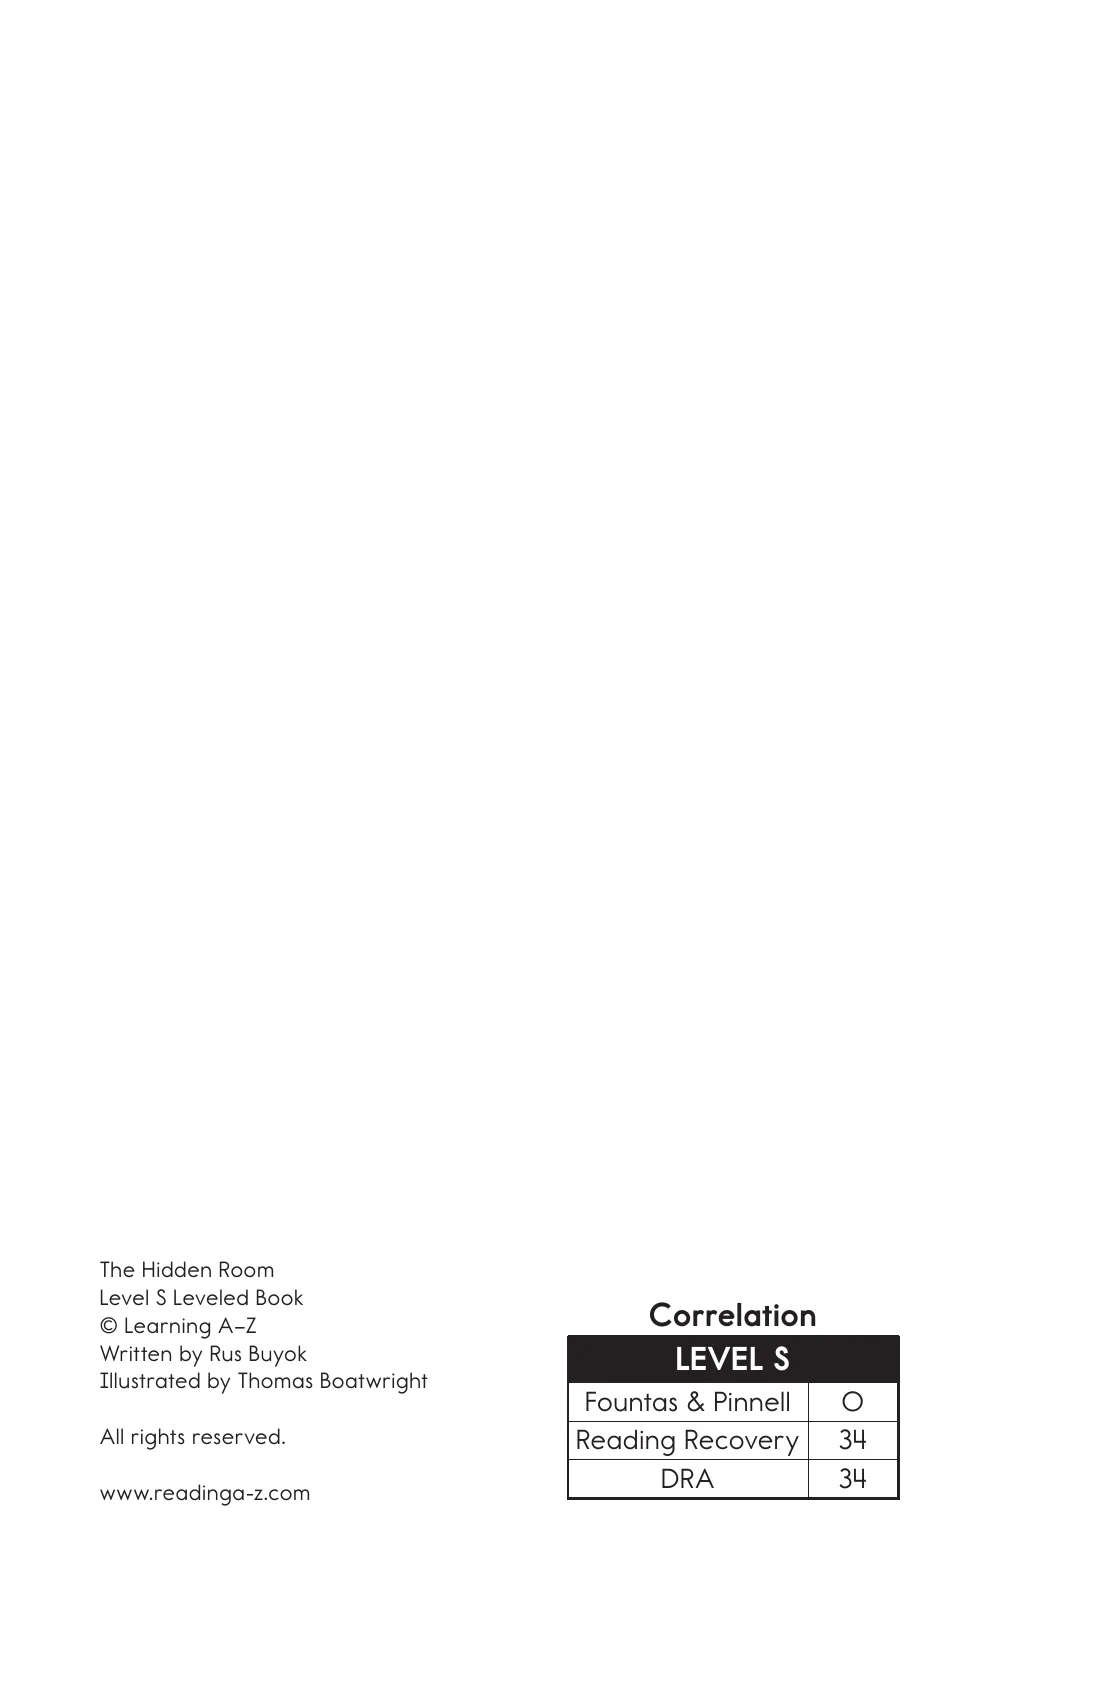 The Hidden Room
Level S Leveled Book
© Learning A–Z
Written by Rus Buyok
Illustrated by Thomas Boatwright
All rights reserved.
www.readinga-z.com
Correlation
LEVEL S
Fountas & Pinnell O
Reading Recovery 34
DRA 34